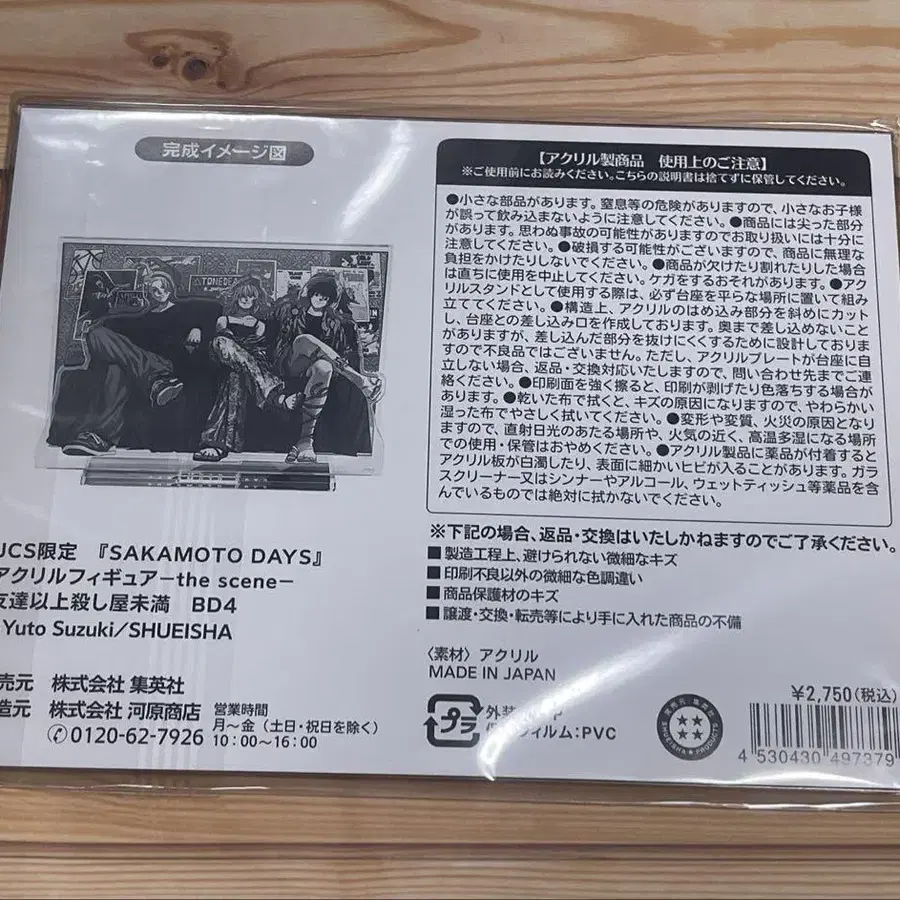 完成イメージ図
TONEDE
JCS限定 『SAKAMOTO DAYS』
アクリルフィギュアーthe sceneー
友達以上殺し屋未満 BD4
Yuto Suzuki/SHUEISHA
売元 株式会社 集英社
造元 株式会社 河原商店
営業時間
月～金（土・日・祝日を除く）
0120-62-7926 10：00～16：00
【アクリル製商品 使用上のご注意】
※ご使用前にお読みください。こちらの説明書は捨てずに保管してください。
●小さな部品があります。窒息等の危険がありますので、小さなお子様
が誤って飲み込まないように注意してください。●商品には尖った部分
があります。思わぬ事故の可能性がありますのでお取り扱いには十分に
注意してください。●破損する可能性がございますので、商品に無理な
負担をかけたりしないでください。●商品が欠けたり割れたりした場合
は直ちに使用を中止してください。ケガをするおそれがあります。●アク
リルスタンドとして使用する際は、必ず台座を平らな場所に置いて組み
立ててください。●構造上、アクリルのはめ込み部分を斜めにカット
し、台座との差し込み口を作成しております。奥まで差し込めないこと
がありますが、差し込んだ部分を抜けにくくするために設計しております
ので不良品ではございません。ただし、アクリルプレートが台座に自
立しない場合、返品・交換対応いたしますので、問い合わせ先までご連
絡ください。●印刷面を強く擦ると、印刷が剥げたり色落ちする場合が
あります。●乾いた布で拭くと、キズの原因になりますので、やわらかい
湿った布でやさしく拭いてください。●変形や変質、火災の原因となり
ますので、直射日光のあたる場所や、火気の近く、高温多湿になる場所
での使用・保管はおやめください。●アクリル製品に薬品が付着すると
アクリル板が白濁したり、表面に細かいヒビが入ることがあります。ガラ
スクリーナー又はシンナーやアルコール、ウェットティッシュ等薬品を含
んでいるものでは絶対に拭かないでください。
※下記の場合、返品・交換はいたしかねますのでご了承ください。
■製造工程上、避けられない微細なキズ
■印刷不良以外の微細な色調違い
■商品保護材のキズ
■譲渡・交換・転売等により手に入れた商品の不備
〈素材〉アクリル
MADE IN JAPAN
プラ
外装
フィルム：PVC
SHUEISHA PRODUCTS
¥2,750(税込)
4 530430 497379